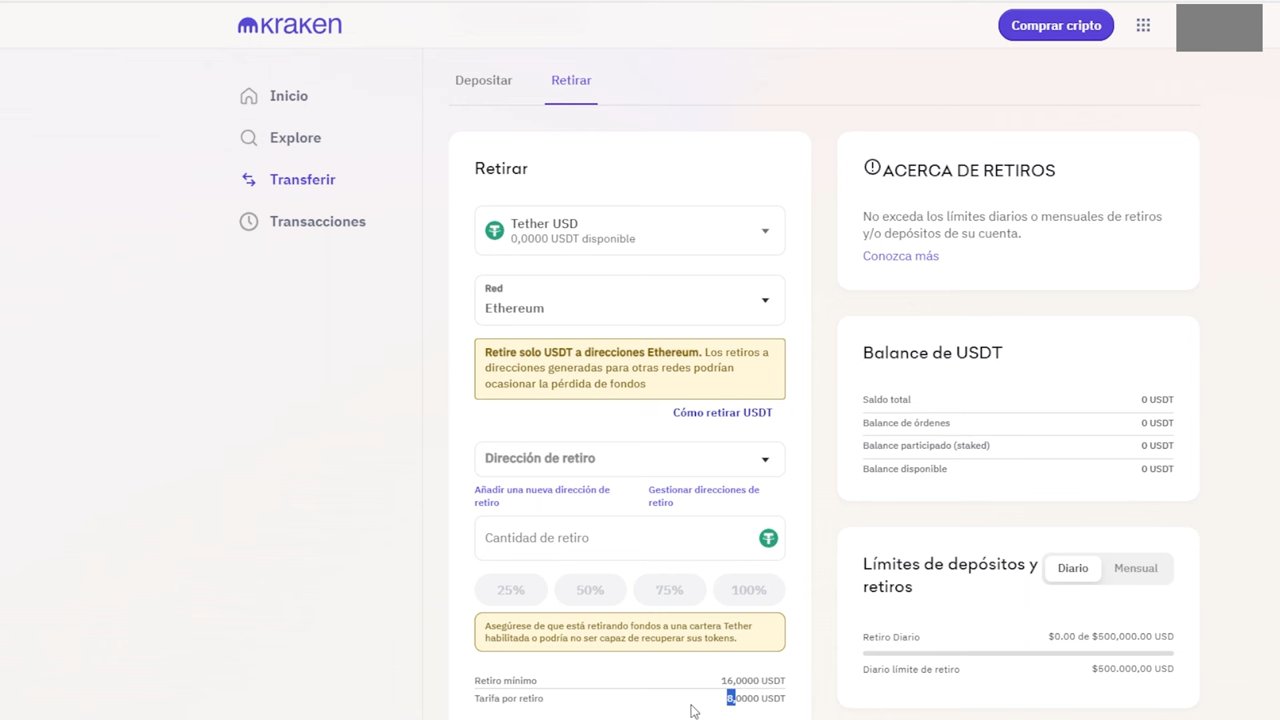 mkraken
Comprar cripto
Inicio
Explore
Transferir
Transacciones
Depositar
Retirar
Retirar
Tether USD
0,0000 USDT disponible
Red
Ethereum
Retire solo USDT a direcciones Ethereum. Los retiros a
direcciones generadas para otras redes podrían
ocasionar la pérdida de fondos
Cómo retirar USDT
Dirección de retiro
Añadir una nueva dirección de
retiro
Gestionar direcciones de
retiro
Cantidad de retiro
25%
50%
75%
100%
Asegúrese de que está retirando fondos a una cartera Tether
habilitada o podría no ser capaz de recuperar sus tokens.
Retiro mínimo
16,0000 USDT
Tarifa por retiro
8,0000 USDT
ACERCA DE RETIROS
No exceda los límites diarios o mensuales de retiros
y/o depósitos de su cuenta.
Conozca más
Balance de USDT
Saldo total
0 USDT
Balance de órdenes
0 USDT
Balance participado (staked)
0 USDT
Balance disponible
0 USDT
Límites de depósitos y
retiros
Diario
Mensual
Retiro Diario
$0.00 de $500,000.00 USD
Diario límite de retiro
$500.000,00 USD